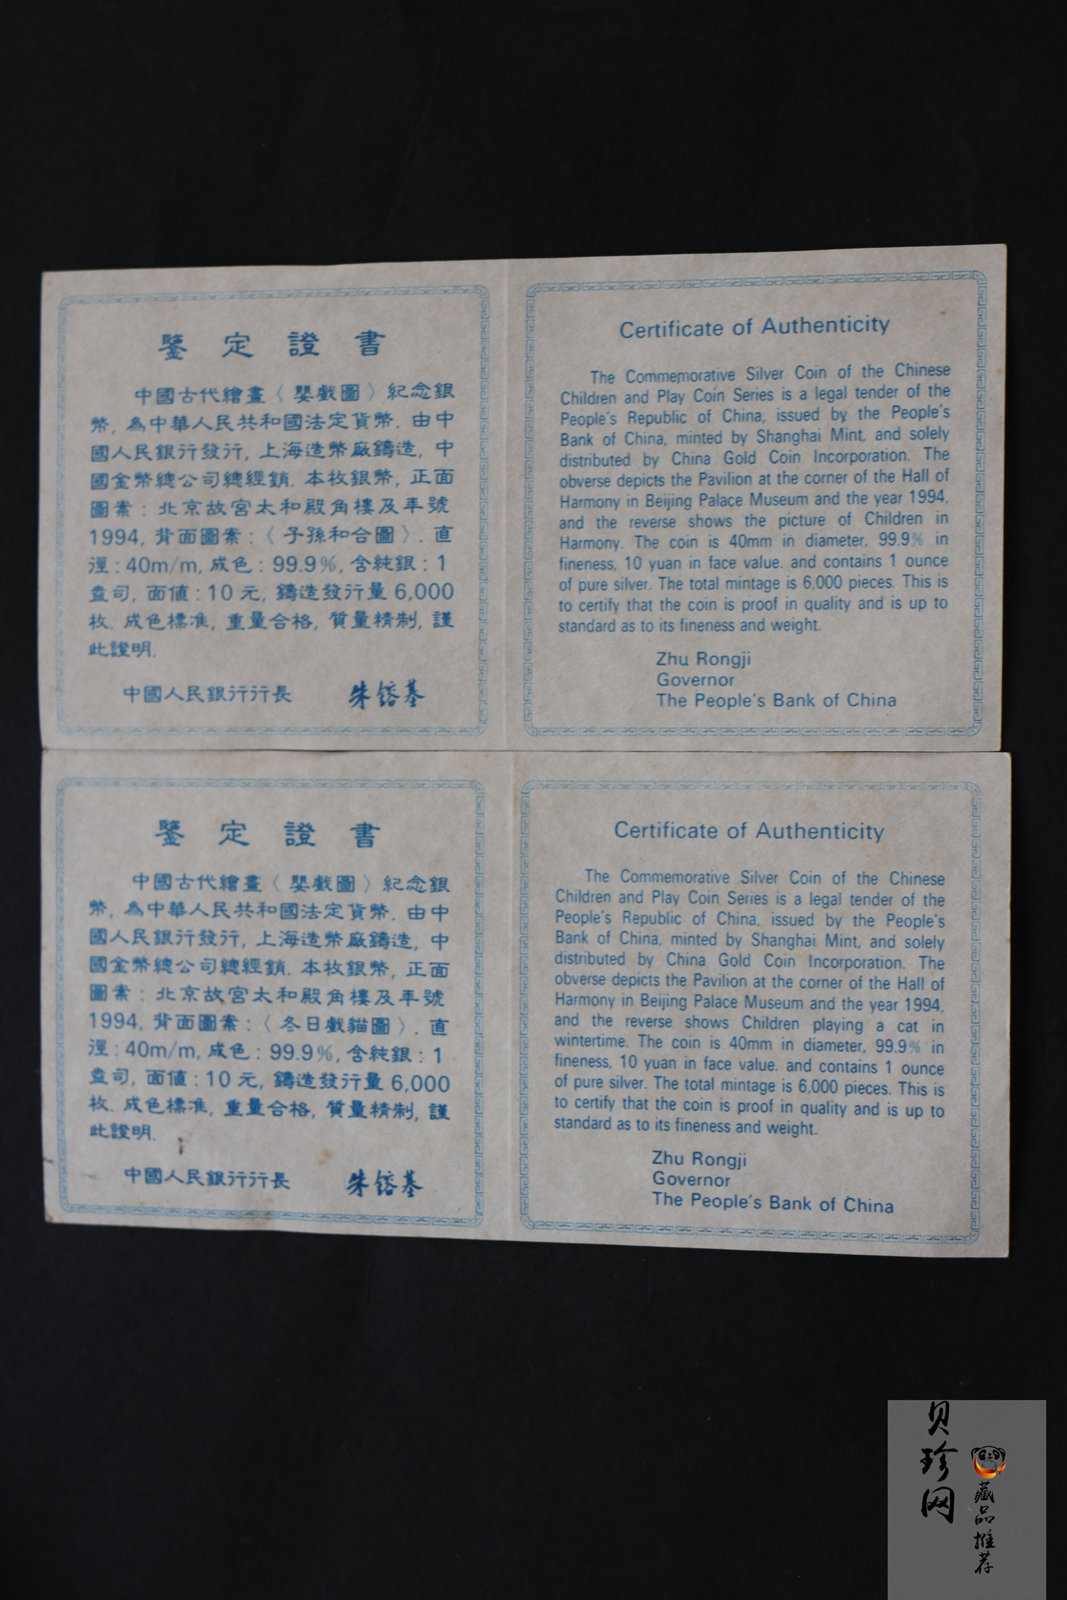 鑒定證書
中國古代繪畫〈嬰戲圖〉紀念銀
幣, 為中華人民共和國法定貨幣. 由中
國人民銀行發行, 上海造幣廠鑄造, 中
國金幣總公司總經銷. 本枚銀幣, 正面
圖案: 北京故宮太和殿角樓及年號
1994, 背面圖案:〈子孫和合圖〉. 直
徑: 40m/m, 成色: 99.9%, 含純銀: 1
盎司, 面值: 10元, 鑄造發行量6,000
枚. 成色標准, 重量合格, 質量精制, 謹
此證明.
中國人民銀行行長 朱鎔基
Certificate of Authenticity
The Commemorative Silver Coin of the Chinese
Children and Play Coin Series is a legal tender of the
People's Republic of China, issued by the People's
Bank of China, minted by Shanghai Mint, and solely
distributed by China Gold Coin Incorporation. The
obverse depicts the Pavilion at the corner of the Hall of
Harmony in Beijing Palace Museum and the year 1994,
and the reverse shows the picture of Children in
Harmony. The coin is 40mm in diameter, 99.9% in
fineness, 10 yuan in face value. and contains 1 ounce
of pure silver. The total mintage is 6,000 pieces. This is
to certify that the coin is proof in quality and is up to
standard as to its fineness and weight.
Zhu Rongji
Governor
The People's Bank of China
鑒定證書
中國古代繪畫〈嬰戲圖〉紀念銀
幣, 為中華人民共和國法定貨幣. 由中
國人民銀行發行, 上海造幣廠鑄造, 中
國金幣總公司總經銷. 本枚銀幣, 正面
圖案: 北京故宮太和殿角樓及年號
1994, 背面圖案:〈冬日戲貓圖〉. 直
徑: 40m/m, 成色: 99.9%, 含純銀: 1
盎司, 面值: 10元, 鑄造發行量6,000
枚. 成色標准, 重量合格, 質量精制, 謹
此證明.
中國人民銀行行長 朱鎔基
Certificate of Authenticity
The Commemorative Silver Coin of the Chinese
Children and Play Coin Series is a legal tender of the
People's Republic of China, issued by the People's
Bank of China, minted by Shanghai Mint, and solely
distributed by China Gold Coin Incorporation. The
obverse depicts the Pavilion at the corner of the Hall of
Harmony in Beijing Palace Museum and the year 1994,
and the reverse shows Children playing a cat in
wintertime. The coin is 40mm in diameter, 99.9% in
fineness, 10 yuan in face value. and contains 1 ounce
of pure silver. The total mintage is 6,000 pieces. This is
to certify that the coin is proof in quality and is up to
standard as to its fineness and weight.
Zhu Rongji
Governor
The People's Bank of China
贝珍网
藏品推荐